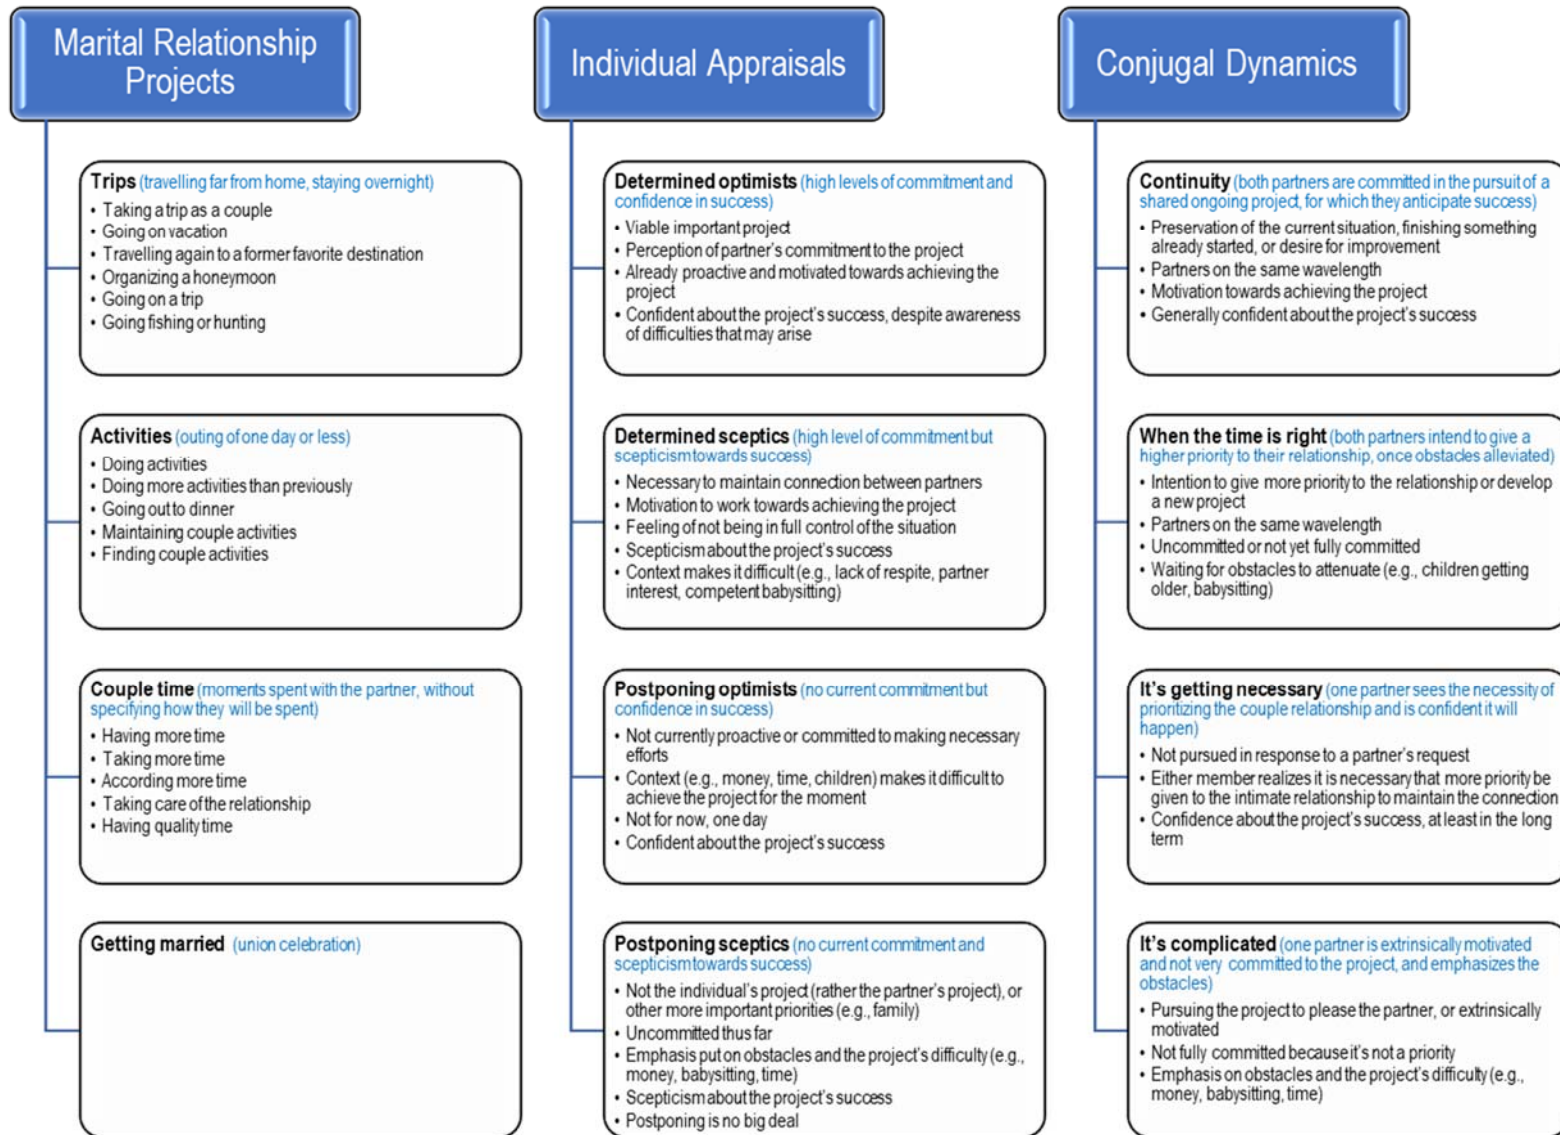 Marital Relationship
Projects
Trips (travelling far from home, staying overnight)
• Taking a trip as a couple
• Going on vacation
• Travelling again to a former favorite destination
• Organizing a honeymoon
• Going on a trip
• Going fishing or hunting
Activities (outing of one day or less)
• Doing activities
• Doing more activities than previously
• Going out to dinner
• Maintaining couple activities
• Finding couple activities
Couple time (moments spent with the partner, without
specifying how they will be spent)
• Having more time
• Taking more time
• According more time
• Taking care of the relationship
• Having quality time
Getting married (union celebration)
Individual Appraisals
Determined optimists (high levels of commitment and
confidence in success)
• Viable important project
• Perception of partner's commitment to the project
• Already proactive and motivated towards achieving the
project
• Confident about the project's success, despite awareness
of difficulties that may arise
Determined sceptics (high level of commitment but
scepticism towards success)
• Necessary to maintain connection between partners
• Motivation to work towards achieving the project
• Feeling of not being in full control of the situation
• Scepticism about the project's success
• Context makes it difficult (e.g., lack of respite, partner
interest, competent babysitting)
Postponing optimists (no current commitment but
confidence in success)
• Not currently proactive or committed to making necessary
efforts
• Context (e.g., money, time, children) makes it difficult to
achieve the project for the moment
• Not for now, one day
• Confident about the project's success
Postponing sceptics (no current commitment and
scepticism towards success)
• Not the individual's project (rather the partner's project), or
other more important priorities (e.g., family)
• Uncommitted thus far
• Emphasis put on obstacles and the project's difficulty (e.g.,
money, babysitting, time)
• Scepticism about the project's success
• Postponing is no big deal
Conjugal Dynamics
Continuity (both partners are committed in the pursuit of a
shared ongoing project, for which they anticipate success)
• Preservation of the current situation, finishing something
already started, or desire for improvement
• Partners on the same wavelength
• Motivation towards achieving the project
• Generally confident about the project's success
When the time is right (both partners intend to give a
higher priority to their relationship, once obstacles alleviated)
• Intention to give more priority to the relationship or develop
a new project
• Partners on the same wavelength
• Uncommitted or not yet fully committed
• Waiting for obstacles to attenuate (e.g., children getting
older, babysitting)
It's getting necessary (one partner sees the necessity of
prioritizing the couple relationship and is confident it will
happen)
• Not pursued in response to a partner's request
• Either member realizes it is necessary that more priority be
given to the intimate relationship to maintain the connection
• Confidence about the project's success, at least in the long
term
It's complicated (one partner is extrinsically motivated
and not very committed to the project, and emphasizes the
obstacles)
• Pursuing the project to please the partner, or extrinsically
motivated
• Not fully committed because it's not a priority
• Emphasis on obstacles and the project's difficulty (e.g.,
money, babysitting, time)